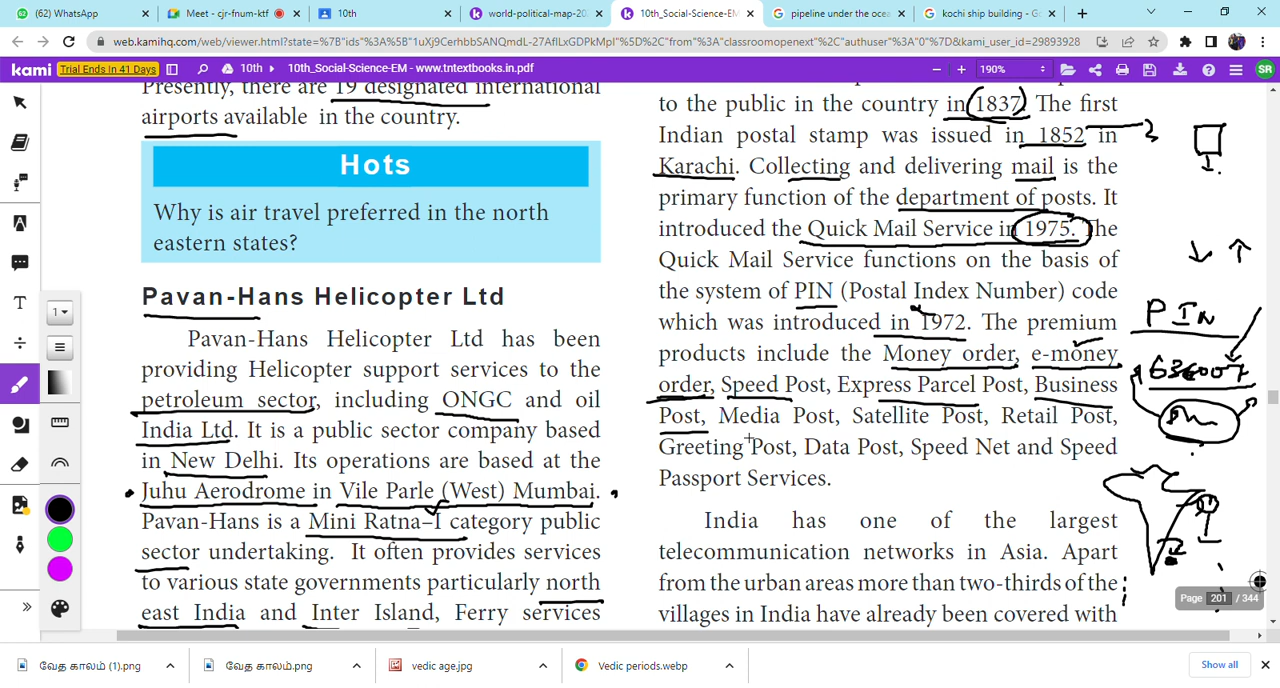 (62) WhatsApp
Meet - cjr-fnum-ktf
10th
world-political-map-202
10th_Social-Science-EM
pipeline under the ocea
kochi ship building - Go
web.kamihq.com/web/viewer.html?state=%7B"ids"%3A%5B"1uXj9CerhbbSANQmdL-27AflLxGDPkMpI"%5D%2C"from"%3A"classroomopenext"%2C"authuser"%3A"0"%7D&kami_user_id=29893928
kami
Trial Ends In 41 Days
10th
10th_Social-Science-EM - www.tntextbooks.in.pdf
190%
SR
Presently, there are 19 designated international
airports available in the country.
Hots
Why is air travel preferred in the north
eastern states?
Pavan-Hans Helicopter Ltd
Pavan-Hans Helicopter Ltd has been
providing Helicopter support services to the
petroleum sector, including ONGC and oil
India Ltd. It is a public sector company based
in New Delhi. Its operations are based at the
Juhu Aerodrome in Vile Parle (West) Mumbai.
Pavan-Hans is a Mini Ratna–I category public
sector undertaking. It often provides services
to various state governments particularly north
east India and Inter Island, Ferry services
to the public in the country in 1837. The first
Indian postal stamp was issued in 1852 in
Karachi. Collecting and delivering mail is the
primary function of the department of posts. It
introduced the Quick Mail Service in 1975. The
Quick Mail Service functions on the basis of
the system of PIN (Postal Index Number) code
which was introduced in 1972. The premium
products include the Money order, e-money
order, Speed Post, Express Parcel Post, Business
Post, Media Post, Satellite Post, Retail Post,
Greeting Post, Data Post, Speed Net and Speed
Passport Services.
India has one of the largest
telecommunication networks in Asia. Apart
from the urban areas more than two-thirds of the
villages in India have already been covered with
PIN
636007
1
Page 201 / 344
வேத காலம் (1).png
வேத காலம்.png
vedic age.jpg
Vedic periods.webp
Show all